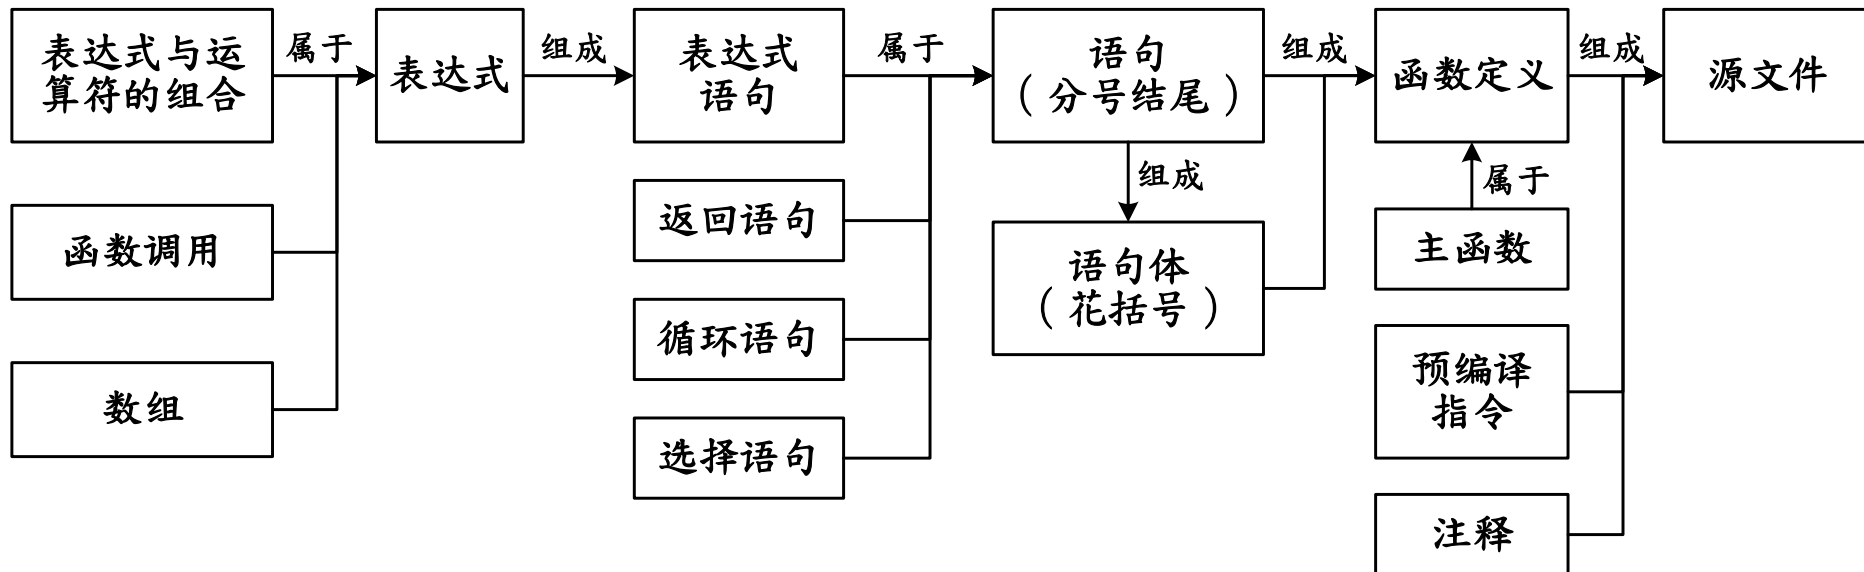 表达式与运
算符的组合
属于
表达式
组成
表达式
语句
属于
语句
（分号结尾）
组成
函数定义
组成
源文件
组成
属于
函数调用
返回语句
语句体
（花括号）
主函数
循环语句
预编译
指令
数组
选择语句
注释